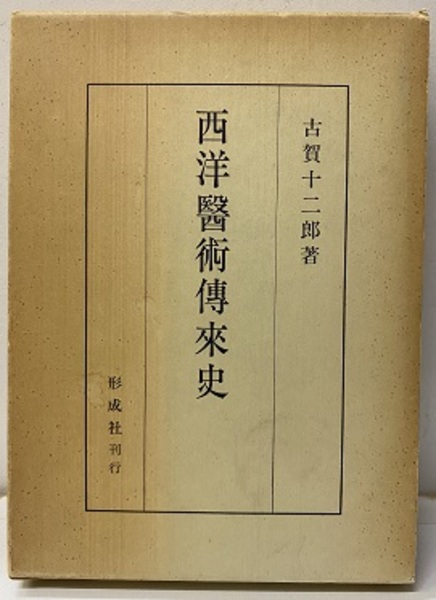 古賀十二郎著
西洋醫術傳來史
形成社刊行